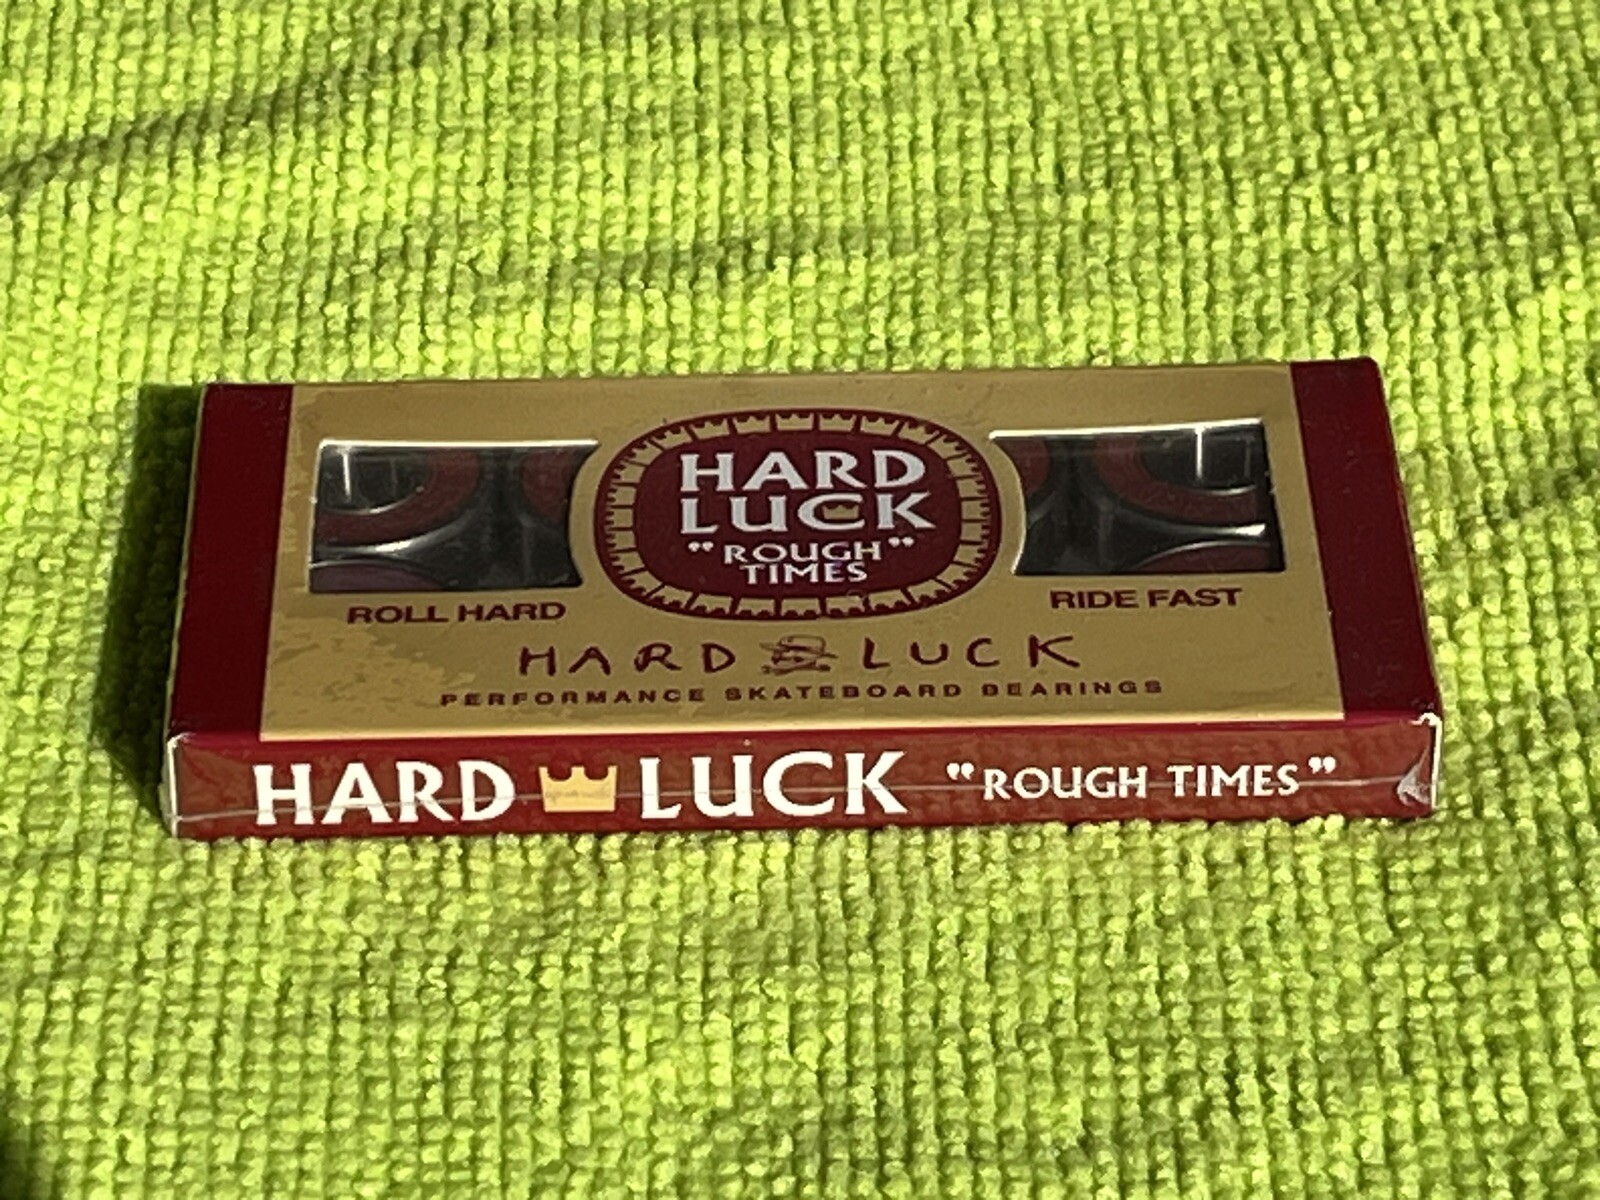 HARD
LUCK
"ROUGH"
TIMES
ROLL HARD
RIDE FAST
HARD LUCK
PERFORMANCE SKATEBOARD BEARINGS
HARD LUCK "ROUGH TIMES"